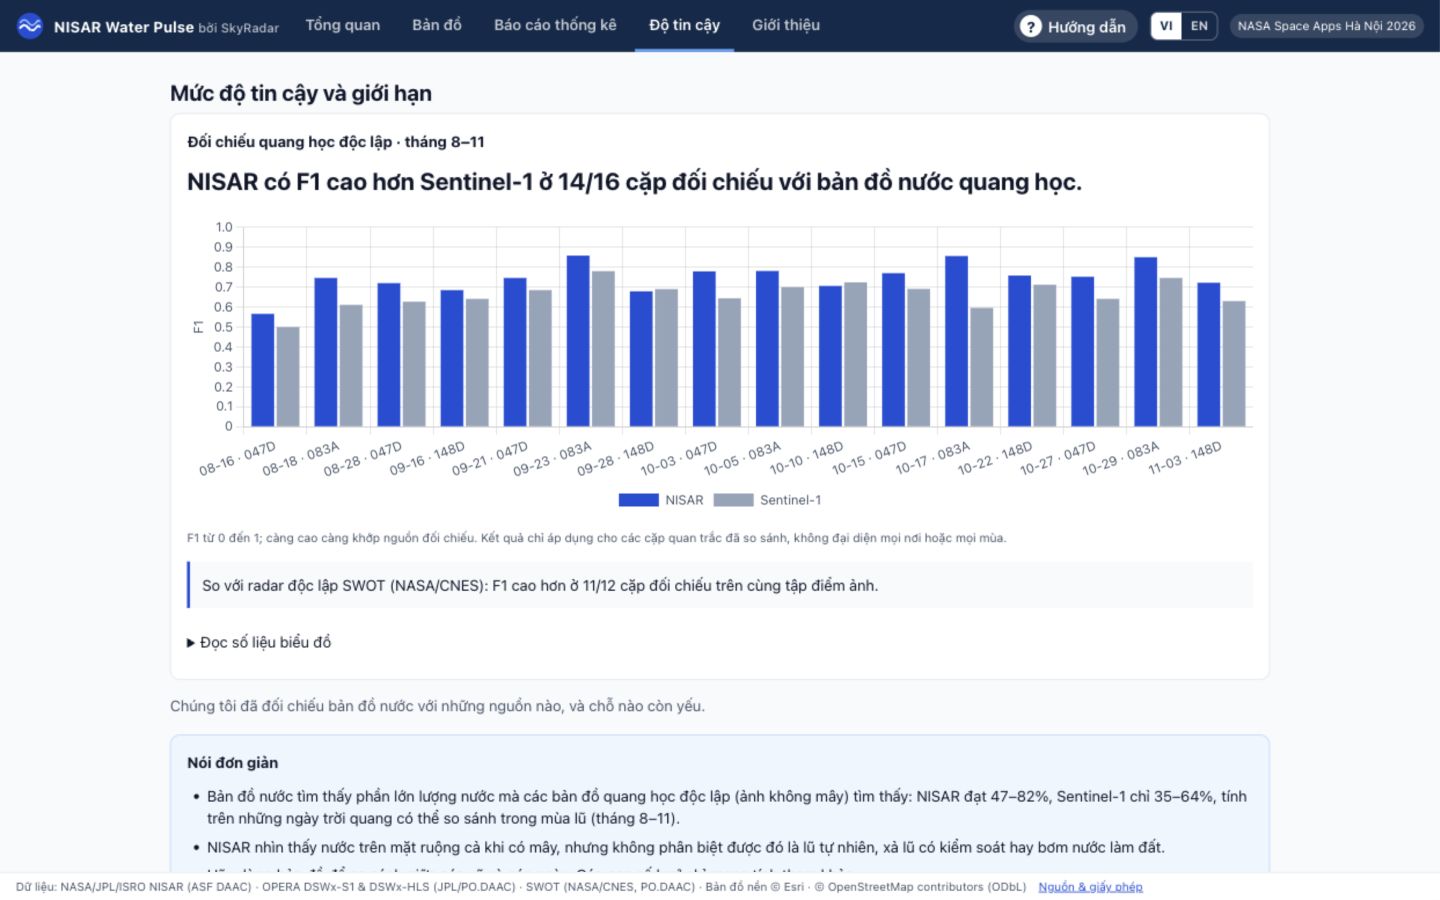 NISAR Water Pulse bởi SkyRadar
Tổng quan
Bản đồ
Báo cáo thống kê
Độ tin cậy
Giới thiệu
? Hướng dẫn
VI EN
NASA Space Apps Hà Nội 2026
Mức độ tin cậy và giới hạn
Đối chiếu quang học độc lập · tháng 8–11
NISAR có F1 cao hơn Sentinel-1 ở 14/16 cặp đối chiếu với bản đồ nước quang học.
1.0
0.9
0.8
0.7
0.6
0.5
0.4
0.3
0.2
0.1
0
F1
08-16 · 047D
08-18 · 083A
08-28 · 047D
09-16 · 148D
09-21 · 047D
09-23 · 083A
09-28 · 148D
10-03 · 047D
10-05 · 083A
10-10 · 148D
10-15 · 047D
10-17 · 083A
10-22 · 148D
10-27 · 047D
10-29 · 083A
11-03 · 148D
NISAR
Sentinel-1
F1 từ 0 đến 1; càng cao càng khớp nguồn đối chiếu. Kết quả chỉ áp dụng cho các cặp quan trắc đã so sánh, không đại diện mọi nơi hoặc mọi mùa.
So với radar độc lập SWOT (NASA/CNES): F1 cao hơn ở 11/12 cặp đối chiếu trên cùng tập điểm ảnh.
▶ Đọc số liệu biểu đồ
Chúng tôi đã đối chiếu bản đồ nước với những nguồn nào, và chỗ nào còn yếu.
Nói đơn giản
• Bản đồ nước tìm thấy phần lớn lượng nước mà các bản đồ quang học độc lập (ảnh không mây) tìm thấy: NISAR đạt 47–82%, Sentinel-1 chỉ 35–64%, tính
trên những ngày trời quang có thể so sánh trong mùa lũ (tháng 8–11).
• NISAR nhìn thấy nước trên mặt ruộng cả khi có mây, nhưng không phân biệt được đó là lũ tự nhiên, xả lũ có kiểm soát hay bơm nước làm đất.
Dữ liệu: NASA/JPL/ISRO NISAR (ASF DAAC) · OPERA DSWx-S1 & DSWx-HLS (JPL/PO.DAAC) · SWOT (NASA/CNES, PO.DAAC) · Bản đồ nền © Esri · © OpenStreetMap contributors (ODbL)
Nguồn & giấy phép